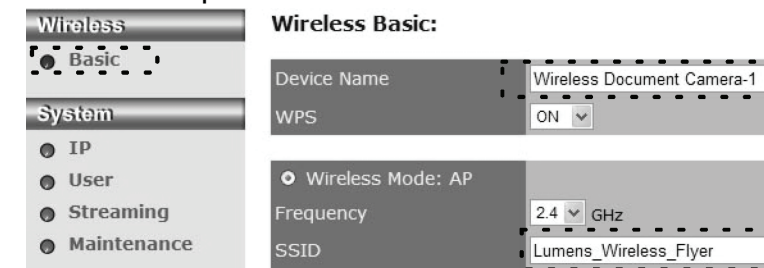 Wireless
Basic
System
IP
User
Streaming
Maintenance
Wireless Basic:
Device Name Wireless Document Camera-1
WPS ON
Wireless Mode: AP
Frequency 2.4 GHz
SSID Lumens_Wireless_Flyer